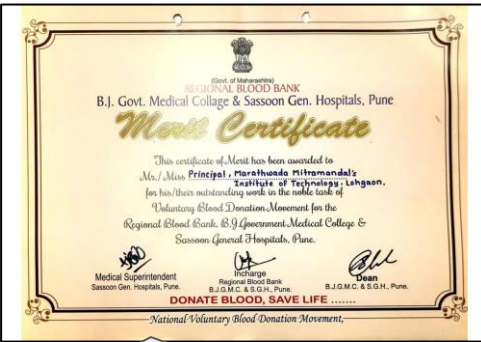 (Govt. of Maharashtra)
REGIONAL BLOOD BANK
B.J. Govt. Medical Collage & Sassoon Gen. Hospitals, Pune
Merit Certificate
This certificate of Merit has been awarded to
Mr./Miss Principal, Marathwada Mitramandal's
Institute of Technology. Lohgaon.
for his/their outstanding work in the noble task of
Voluntary Blood Donation Movement for the
Regional Blood Bank, B.J.Government Medical College &
Sassoon General Hospitals, Pune.
Medical Superintendent
Sassoon Gen. Hospitals, Pune.
Incharge
Regional Blood Bank
B.J.G.M.C. & S.G.H., Pune.
Dean
B.J.G.M.C. & S.G.H., Pune.
DONATE BLOOD, SAVE LIFE .......
National Voluntary Blood Donation Movement,